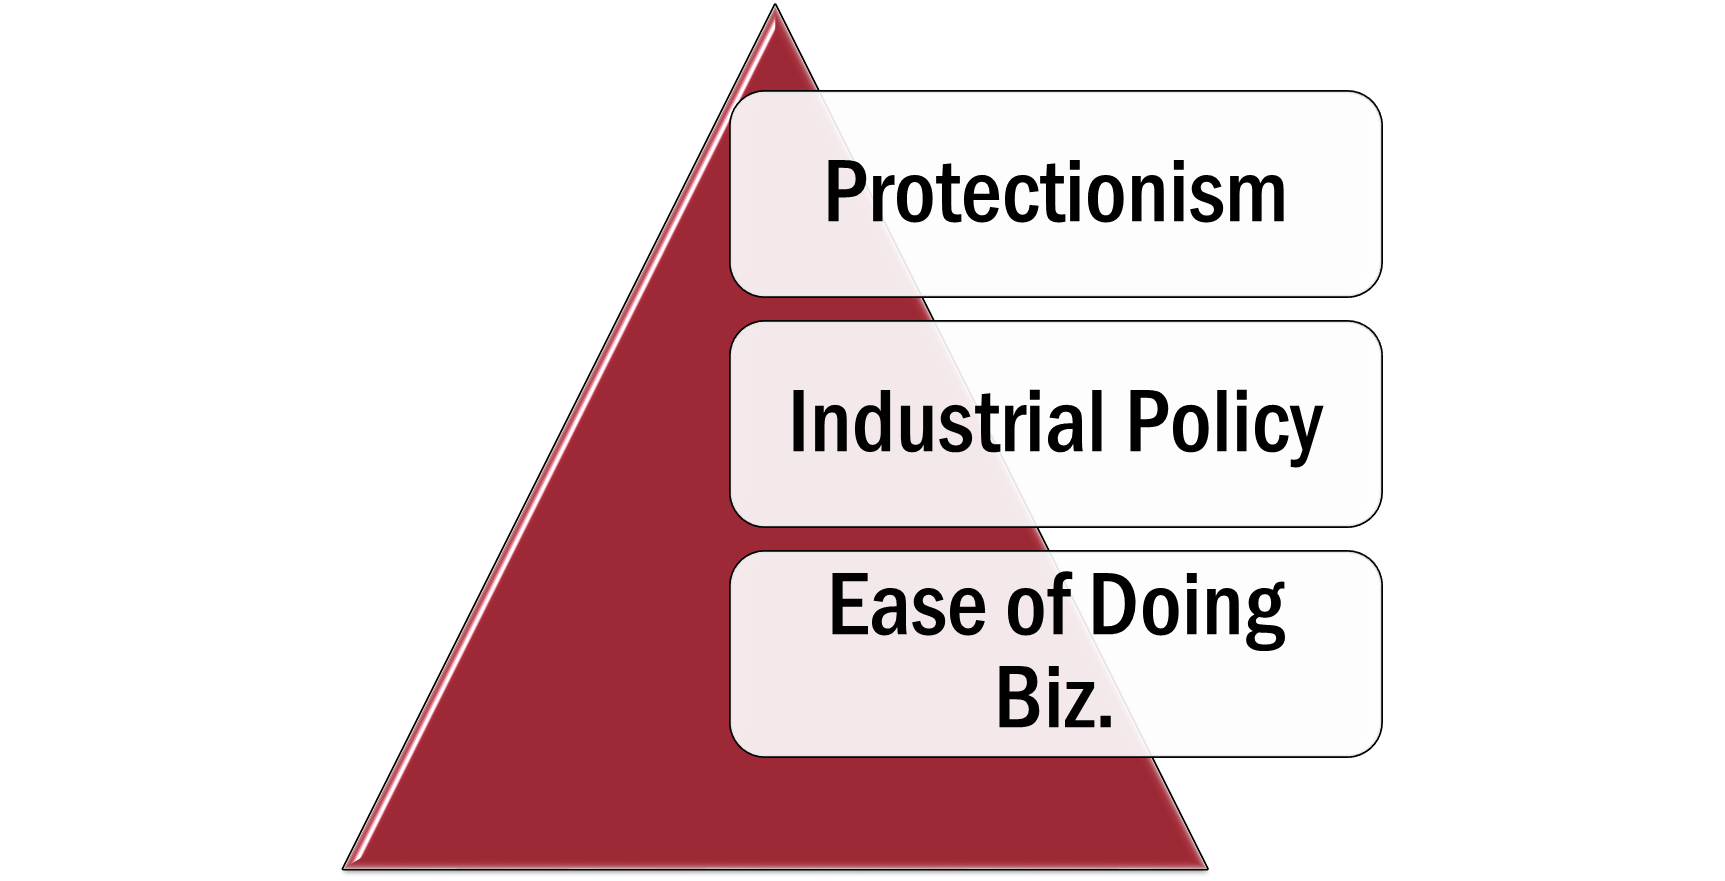 Protectionism
Industrial Policy
Ease of Doing
Biz.